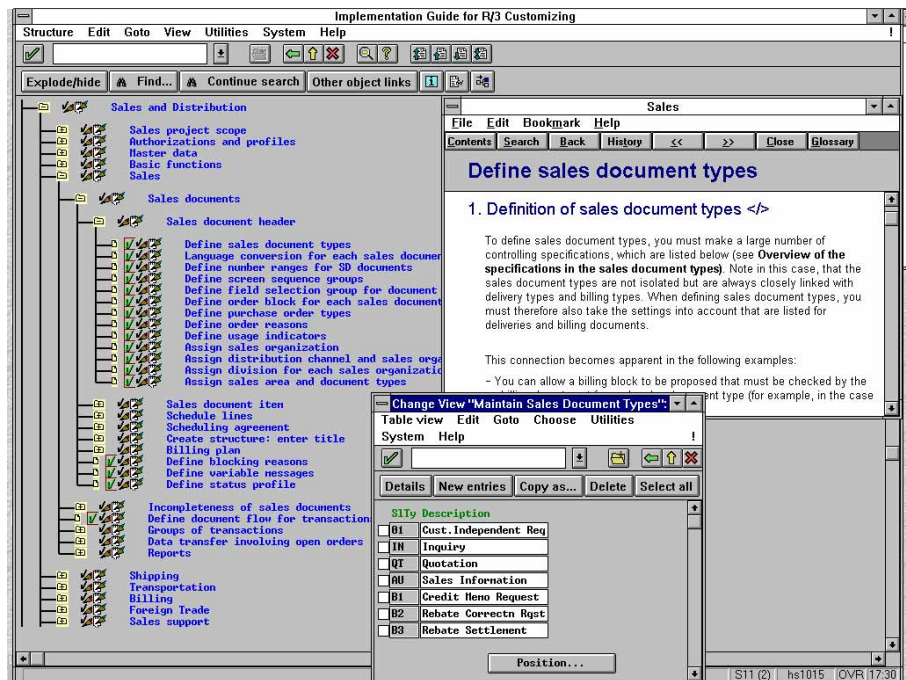 Implementation Guide for R/3 Customizing
Structure Edit Goto View Utilities System Help !
Explode/hide Find... Continue search Other object links
Sales and Distribution
Sales project scope
Authorizations and profiles
Master data
Basic functions
Sales
Sales documents
Sales document header
Define sales document types
Language conversion for each sales documen
Define number ranges for SD documents
Define screen sequence groups
Define field selection group for document
Define order block for each sales document
Define purchase order types
Define order reasons
Define usage indicators
Assign sales organization
Assign distribution channel and sales orga
Assign division for each sales organizatio
Assign sales area and document types
Sales document item
Schedule lines
Scheduling agreement
Create structure: enter title
Billing plan
Define blocking reasons
Define variable messages
Define status profile
Incompleteness of sales documents
Define document flow for transaction
Groups of transactions
Data transfer involving open orders
Reports
Shipping
Transportation
Billing
Foreign Trade
Sales support
Sales
File Edit Bookmark Help
Contents Search Back History << >> Close Glossary
Define sales document types
1. Definition of sales document types </>
To define sales document types, you must make a large number of
controlling specifications, which are listed below (see Overview of the
specifications in the sales document types). Note in this case, that the
sales document types are not isolated but are always closely linked with
delivery types and billing types. When defining sales document types, you
must therefore also take the settings into account that are listed for
deliveries and billing documents.
This connection becomes apparent in the following examples:
- You can allow a billing block to be proposed that must be checked by the
ment type (for example, in the case
Change View "Maintain Sales Document Types":
Table view Edit Goto Choose Utilities
System Help !
Details New entries Copy as... Delete Select all
SlTy Description
01 Cust.Independent Req
IN Inquiry
QT Quotation
AU Sales Information
B1 Credit Memo Request
B2 Rebate Correctn Rqst
B3 Rebate Settlement
Position...
S11 (2) hs1015 OVR 17:30